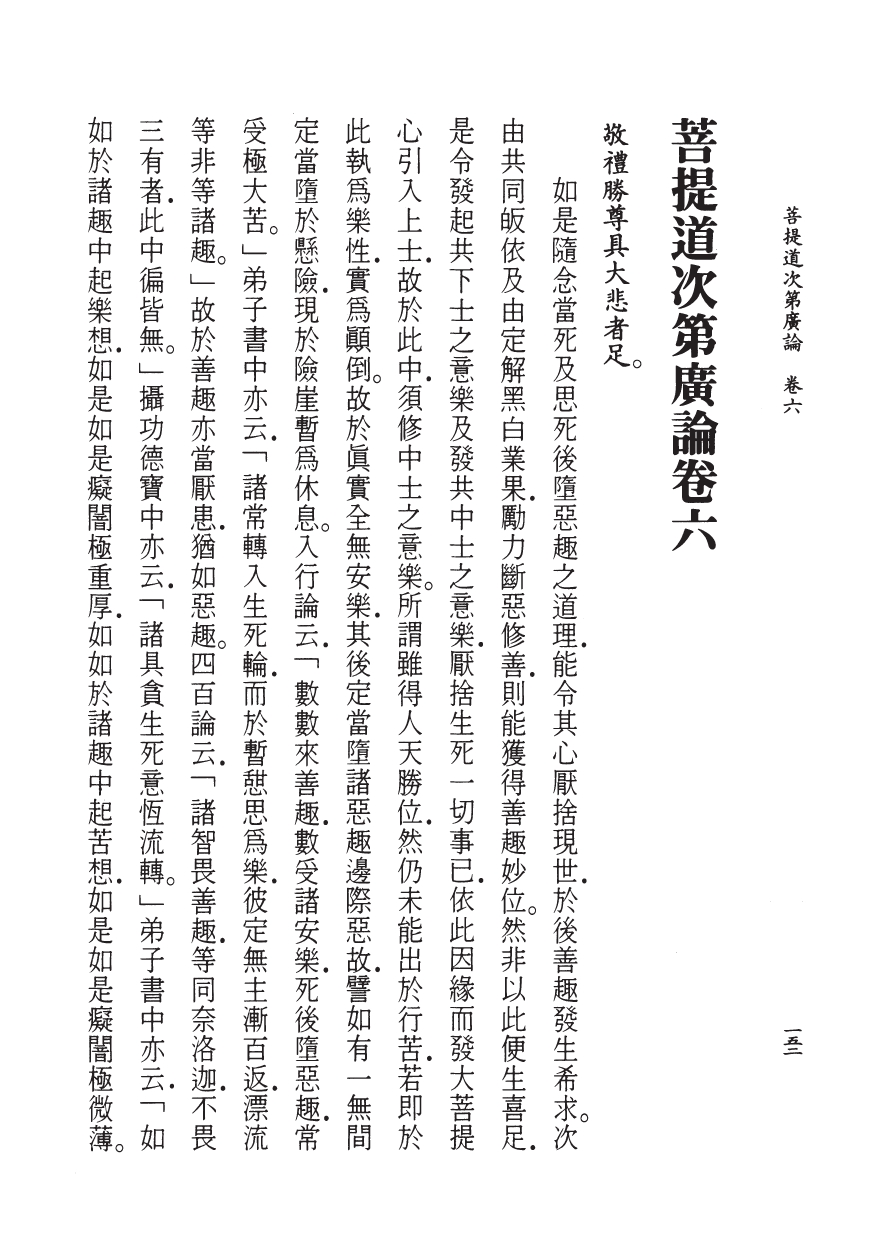 菩提道次第廣論　卷六
一五二
菩提道次第廣論卷六
敬禮勝尊具大悲者足。
如是隨念當死及思死後墮惡趣之道理．能令其心厭捨現世．於後善趣發生希求。次
由共同皈依及由定解黑白業果．勵力斷惡修善．則能獲得善趣妙位。然非以此便生喜足．
是令發起共下士之意樂及發共中士之意樂．厭捨生死一切事已．依此因緣而發大菩提
心引入上士．故於此中．須修中士之意樂。所謂雖得人天勝位．然仍未能出於行苦．若即於
此執爲樂性．實爲顚倒。故於眞實全無安樂．其後定當墮諸惡趣邊際惡故．譬如有一無間
定當墮於懸險．現於險崖暫爲休息。入行論云．「數數來善趣．數受諸安樂．死後墮惡趣．常
受極大苦。」弟子書中亦云．「諸常轉入生死輪．而於暫憇思爲樂．彼定無主漸百返．漂流
等非等諸趣。」故於善趣亦當厭患．猶如惡趣。四百論云．「諸智畏善趣．等同奈洛迦．不畏
三有者．此中徧皆無。」攝功德寶中亦云．「諸具貪生死意恆流轉。」弟子書中亦云．「如
如於諸趣中起樂想．如是如是癡闇極重厚．如如於諸趣中起苦想．如是如是癡闇極微薄。